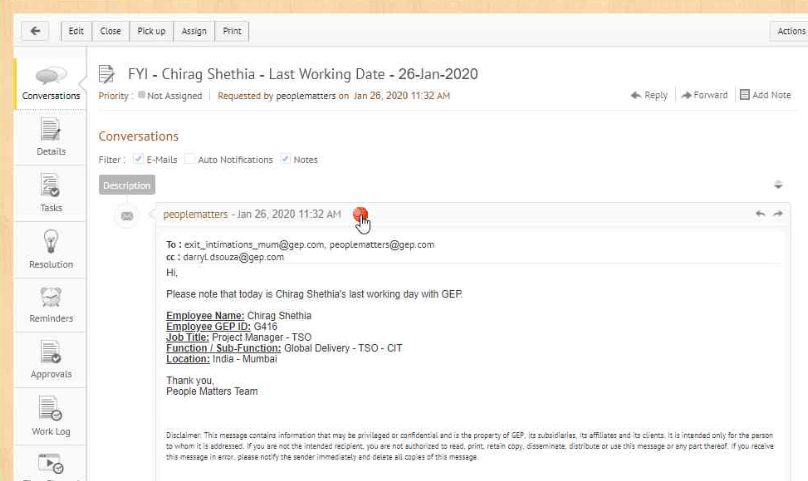 Edit Close Pick up Assign Print Actions
FYI - Chirag Shethia - Last Working Date - 26-Jan-2020
Conversations
Priority : Not Assigned Requested by peoplematters on Jan 26, 2020 11:32 AM Reply Forward Add Note
Conversations
Filter : E-Mails Auto Notifications Notes
Details
Description
Tasks
peoplematters - Jan 26, 2020 11:32 AM
To : exit_intimations_mum@gep.com, peoplematters@gep.com
cc : darryl.dsouza@gep.com
Resolution
Hi,
Please note that today is Chirag Shethia's last working day with GEP.
Reminders
Employee Name: Chirag Shethia
Employee GEP ID: G416
Job Title: Project Manager - TSO
Function / Sub-Function: Global Delivery - TSO - CIT
Location: India - Mumbai
Approvals
Thank you,
People Matters Team
Work Log
Disclaimer: This message contains information that may be privileged or confidential and is the property of GEP, its subsidiaries, its affiliates and its clients. It is intended only for the person
to whom it is addressed. If you are not the intended recipient, you are not authorized to read, print, retain copy, disseminate, distribute or use this message or any part thereof. If you receive
this message in error, please notify the sender immediately and delete all copies of this message.